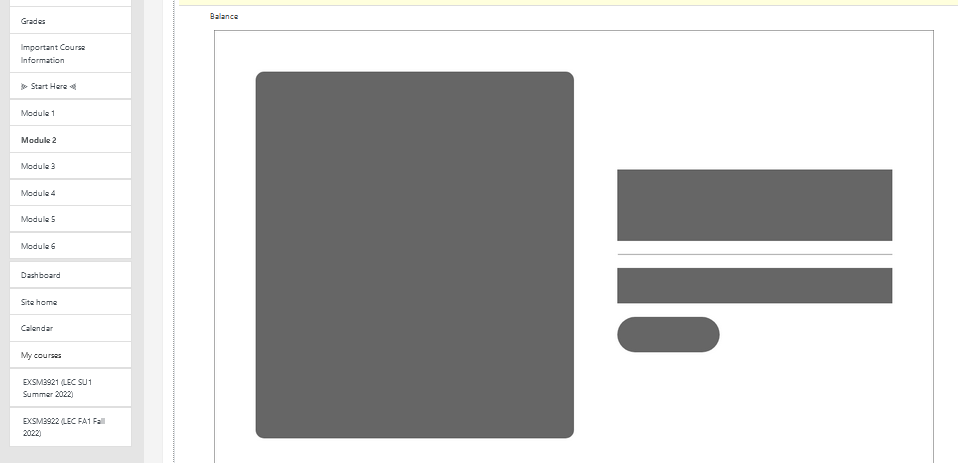 Grades
Important Course
Information
⫸ Start Here ⫷
Module 1
Module 2
Module 3
Module 4
Module 5
Module 6
Dashboard
Site home
Calendar
My courses
EXSM3921 (LEC SU1
Summer 2022)
EXSM3922 (LEC FA1 Fall
2022)
Balance